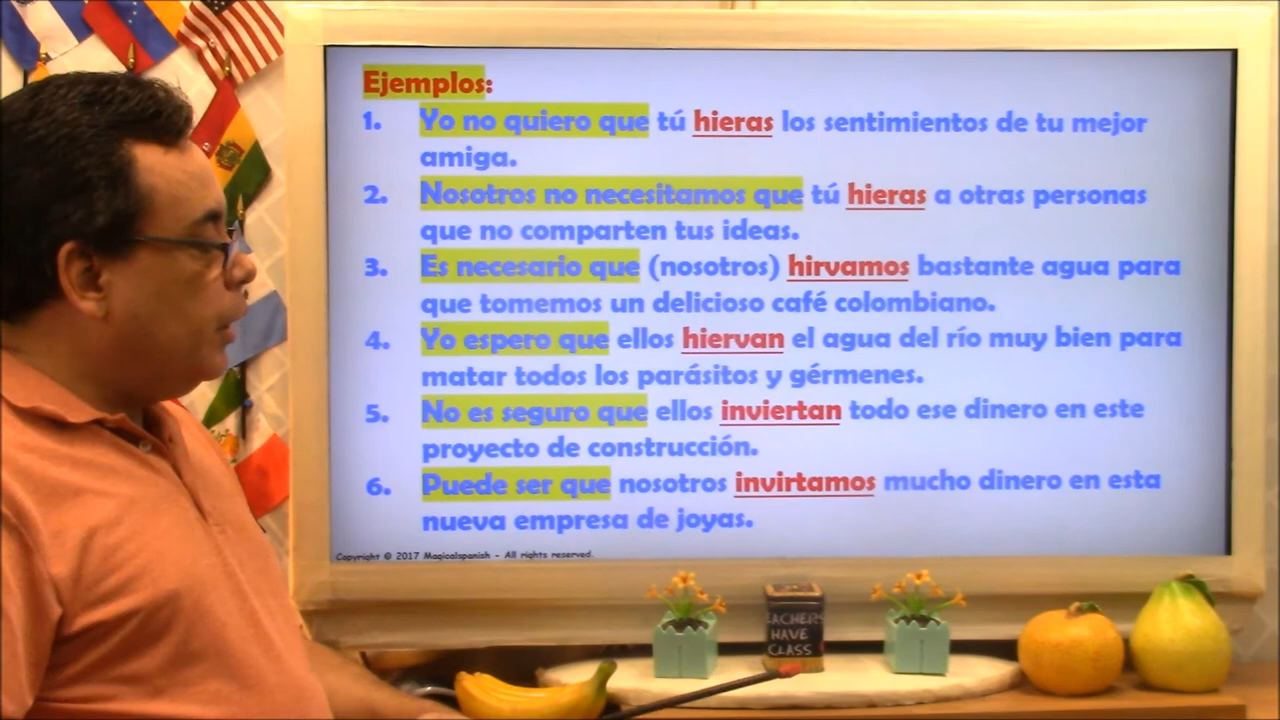 Ejemplos:
1. Yo no quiero que tú hieras los sentimientos de tu mejor
amiga.
2. Nosotros no necesitamos que tú hieras a otras personas
que no comparten tus ideas.
3. Es necesario que (nosotros) hirvamos bastante agua para
que tomemos un delicioso café colombiano.
4. Yo espero que ellos hiervan el agua del río muy bien para
matar todos los parásitos y gérmenes.
5. No es seguro que ellos inviertan todo ese dinero en este
proyecto de construcción.
6. Puede ser que nosotros invirtamos mucho dinero en esta
nueva empresa de joyas.
Copyright © 2017 Magicalspanish - All rights reserved.
EACHERS
HAVE
CLASS